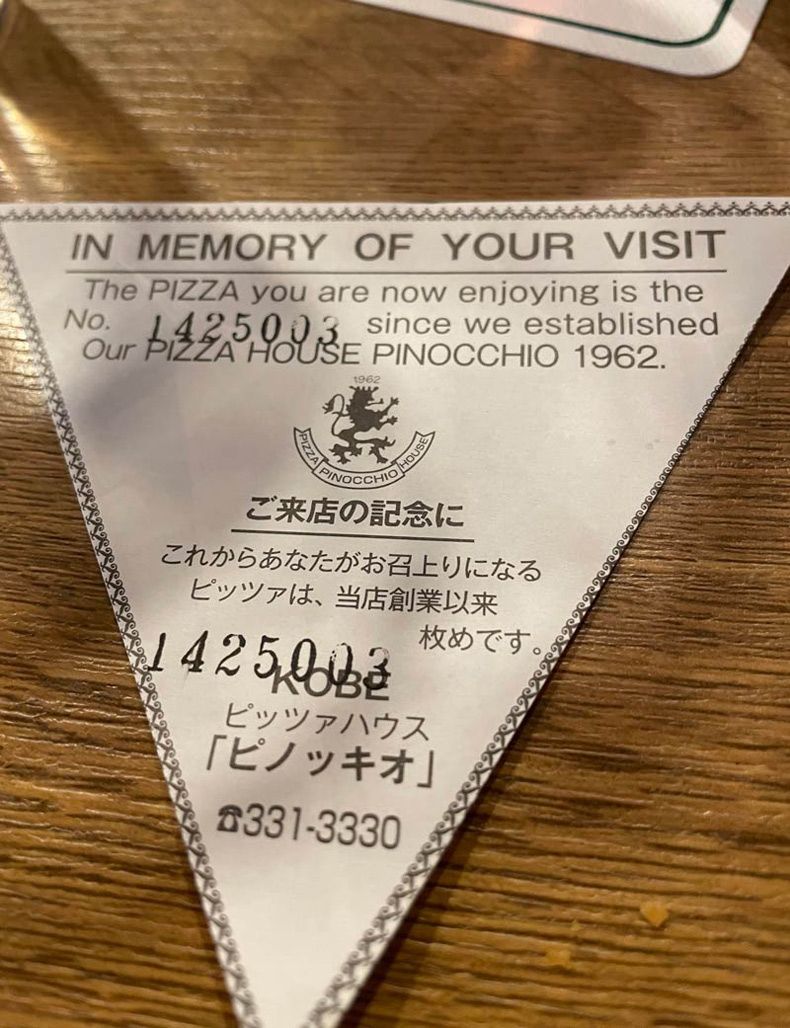 IN MEMORY OF YOUR VISIT
The PIZZA you are now enjoying is the
No. 1425003 since we established
Our PIZZA HOUSE PINOCCHIO 1962.
1962
PIZZA PINOCCHIO HOUSE
ご来店の記念に
これからあなたがお召上りになる
ピッツァは、当店創業以来
枚めです。
1425003
KOBE
ピッツァハウス
「ピノッキオ」
☎331-3330